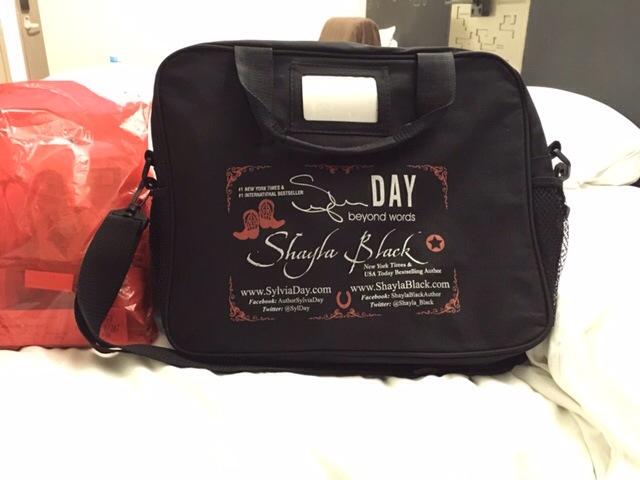 #1 NEW YORK TIMES &
#1 INTERNATIONAL BESTSELLER
Sylvia DAY
beyond words
Shayla Black
New York Times &
USA Today Bestselling Author
www.SylviaDay.com
Facebook: AuthorSylviaDay
Twitter: @SylDay
www.ShaylaBlack.com
Facebook: ShaylaBlackAuthor
Twitter: @Shayla_Black